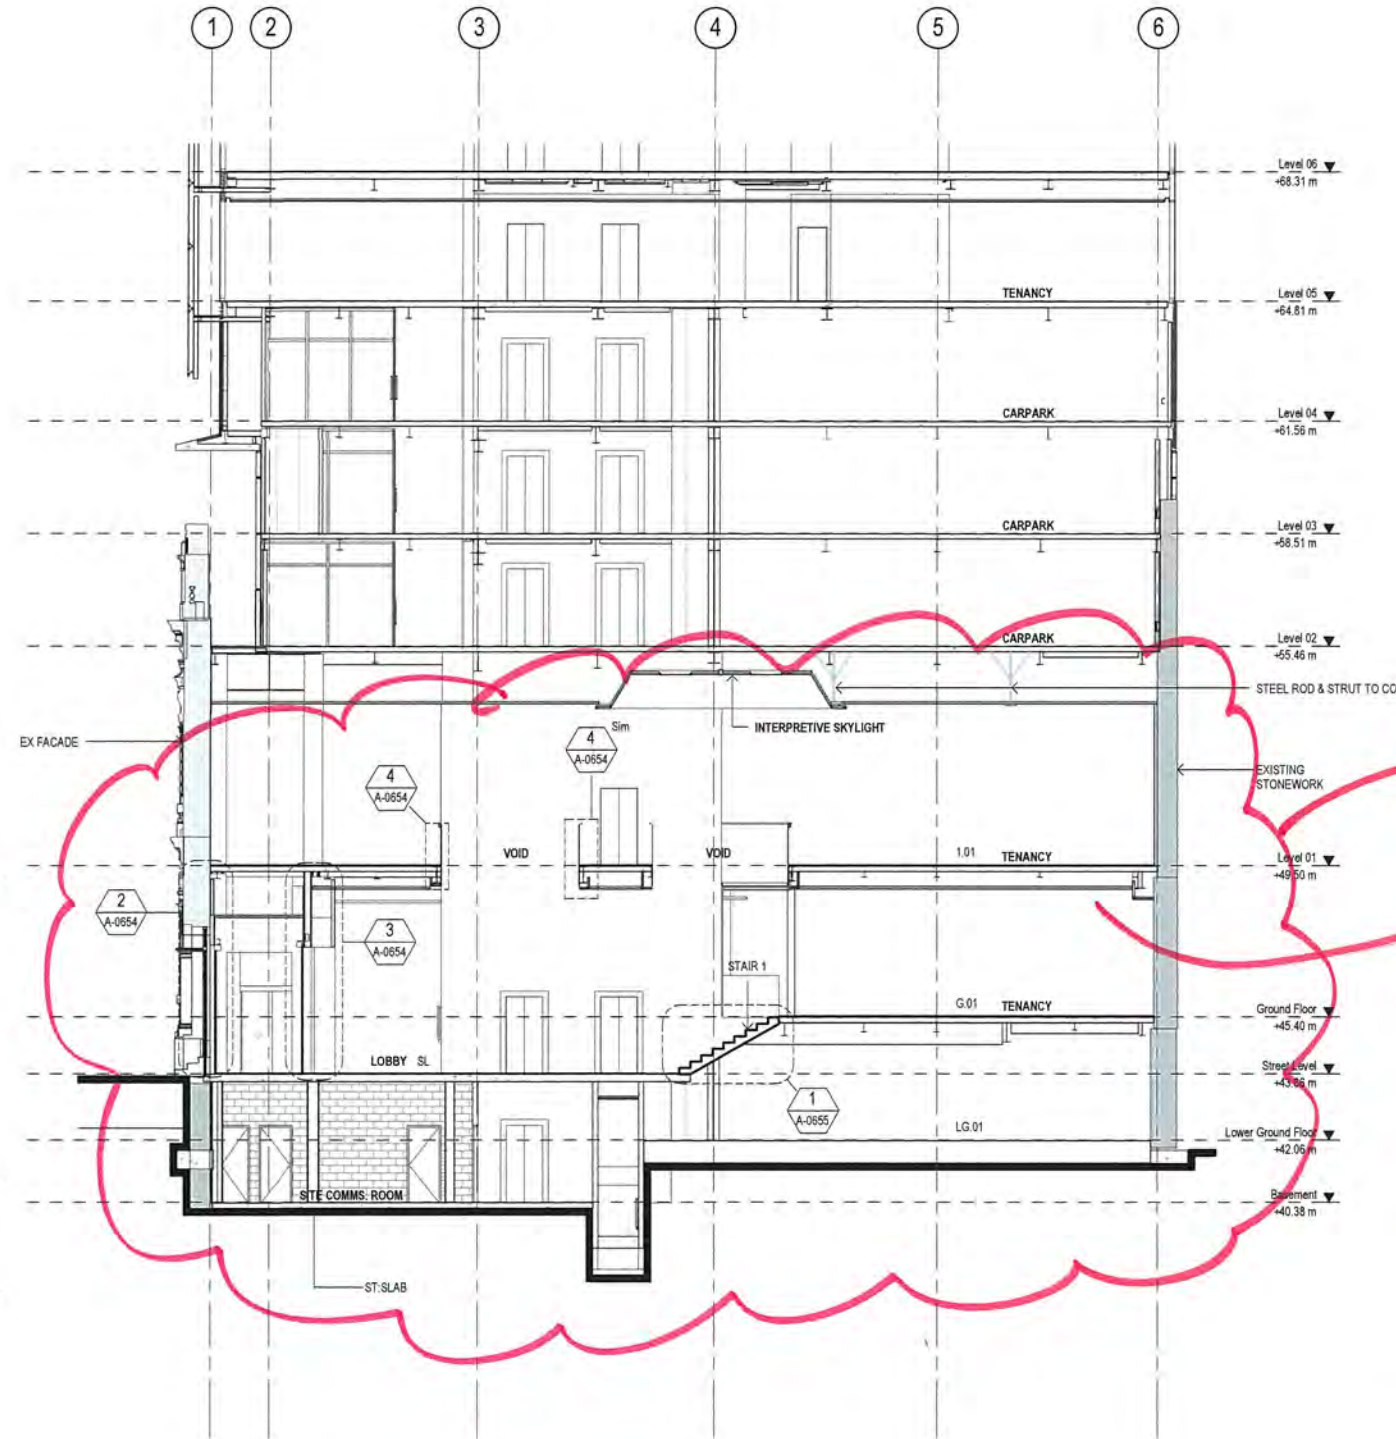 1 2 3 4 5 6
Level 06
+68.31 m
TENANCY
Level 05
+64.81 m
CARPARK
Level 04
+61.56 m
CARPARK
Level 03
+58.51 m
CARPARK
Level 02
+55.46 m
STEEL ROD & STRUT TO CO
INTERPRETIVE SKYLIGHT
EX FACADE
4
A-0654
Sim
4
A-0654
EXISTING
STONEWORK
VOID
VOID
1.01 TENANCY
Level 01
+49.50 m
2
A-0654
3
A-0654
STAIR 1
G.01 TENANCY
Ground Floor
+45.40 m
LOBBY SL
Street Level
1
A-0655
LG.01
Lower Ground Floor
+42.06 m
SITE COMMS. ROOM
Basement
+40.38 m
ST.SLAB